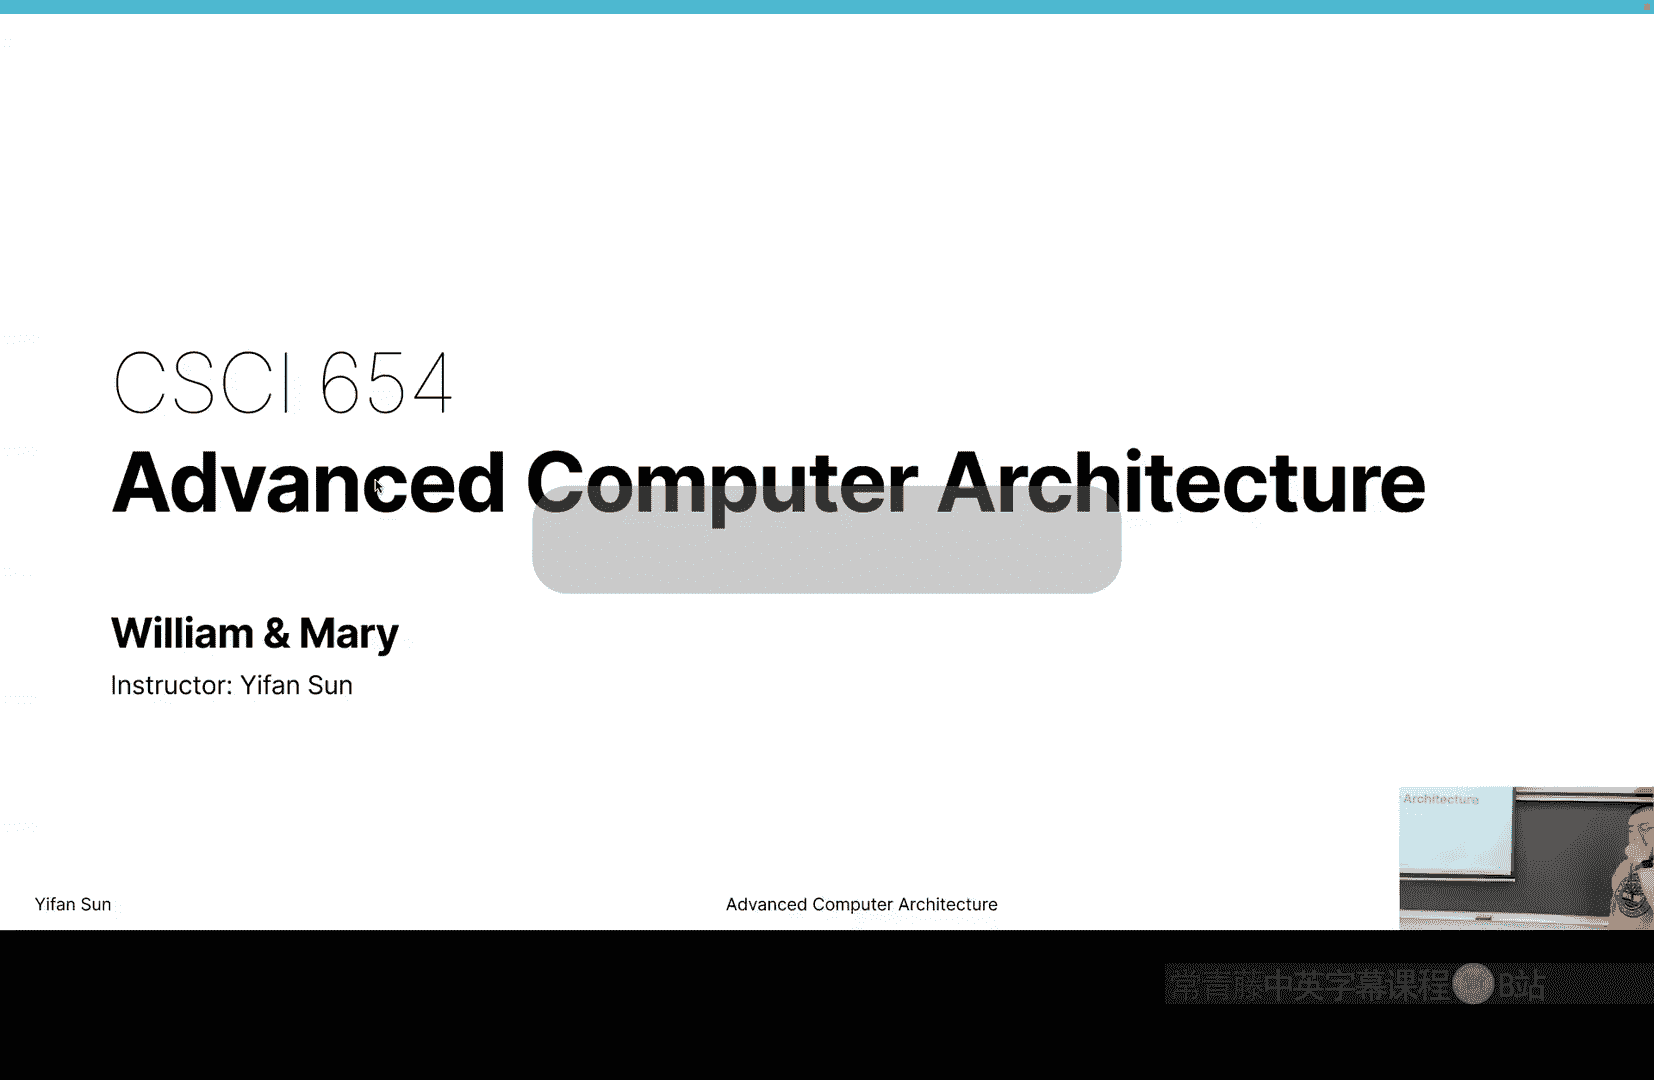 CSCI 654
Advanced Computer Architecture
William & Mary
Instructor: Yifan Sun
Architecture
Yifan Sun
Advanced Computer Architecture
常青藤中英字幕课程 B站